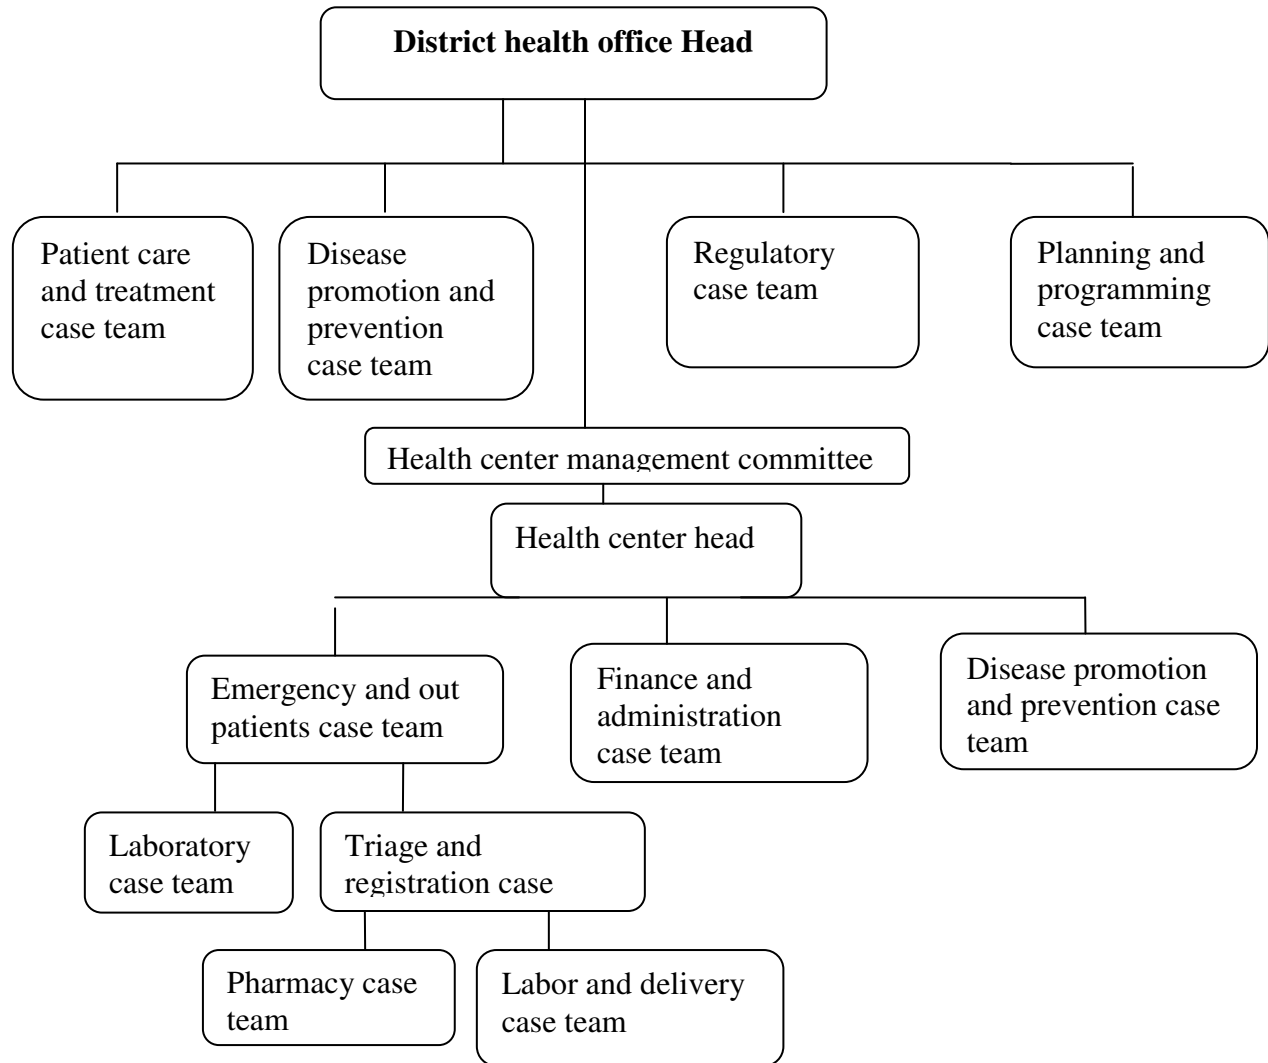 District health office Head
Patient care
and treatment
case team
Disease
promotion and
prevention
case team
Regulatory
case team
Planning and
programming
case team
Health center management committee
Health center head
Emergency and out
patients case team
Finance and
administration
case team
Disease promotion
and prevention case
team
Laboratory
case team
Triage and
registration case
Pharmacy case
team
Labor and delivery
case team